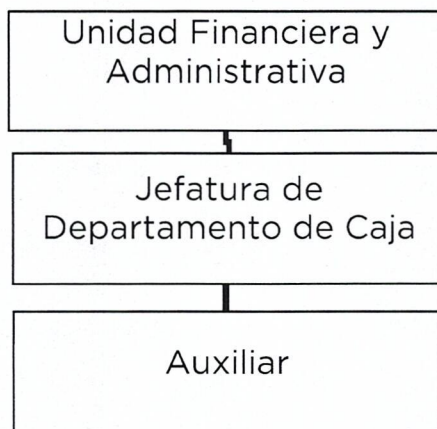 Unidad Financiera y
Administrativa
Jefatura de
Departamento de Caja
Auxiliar